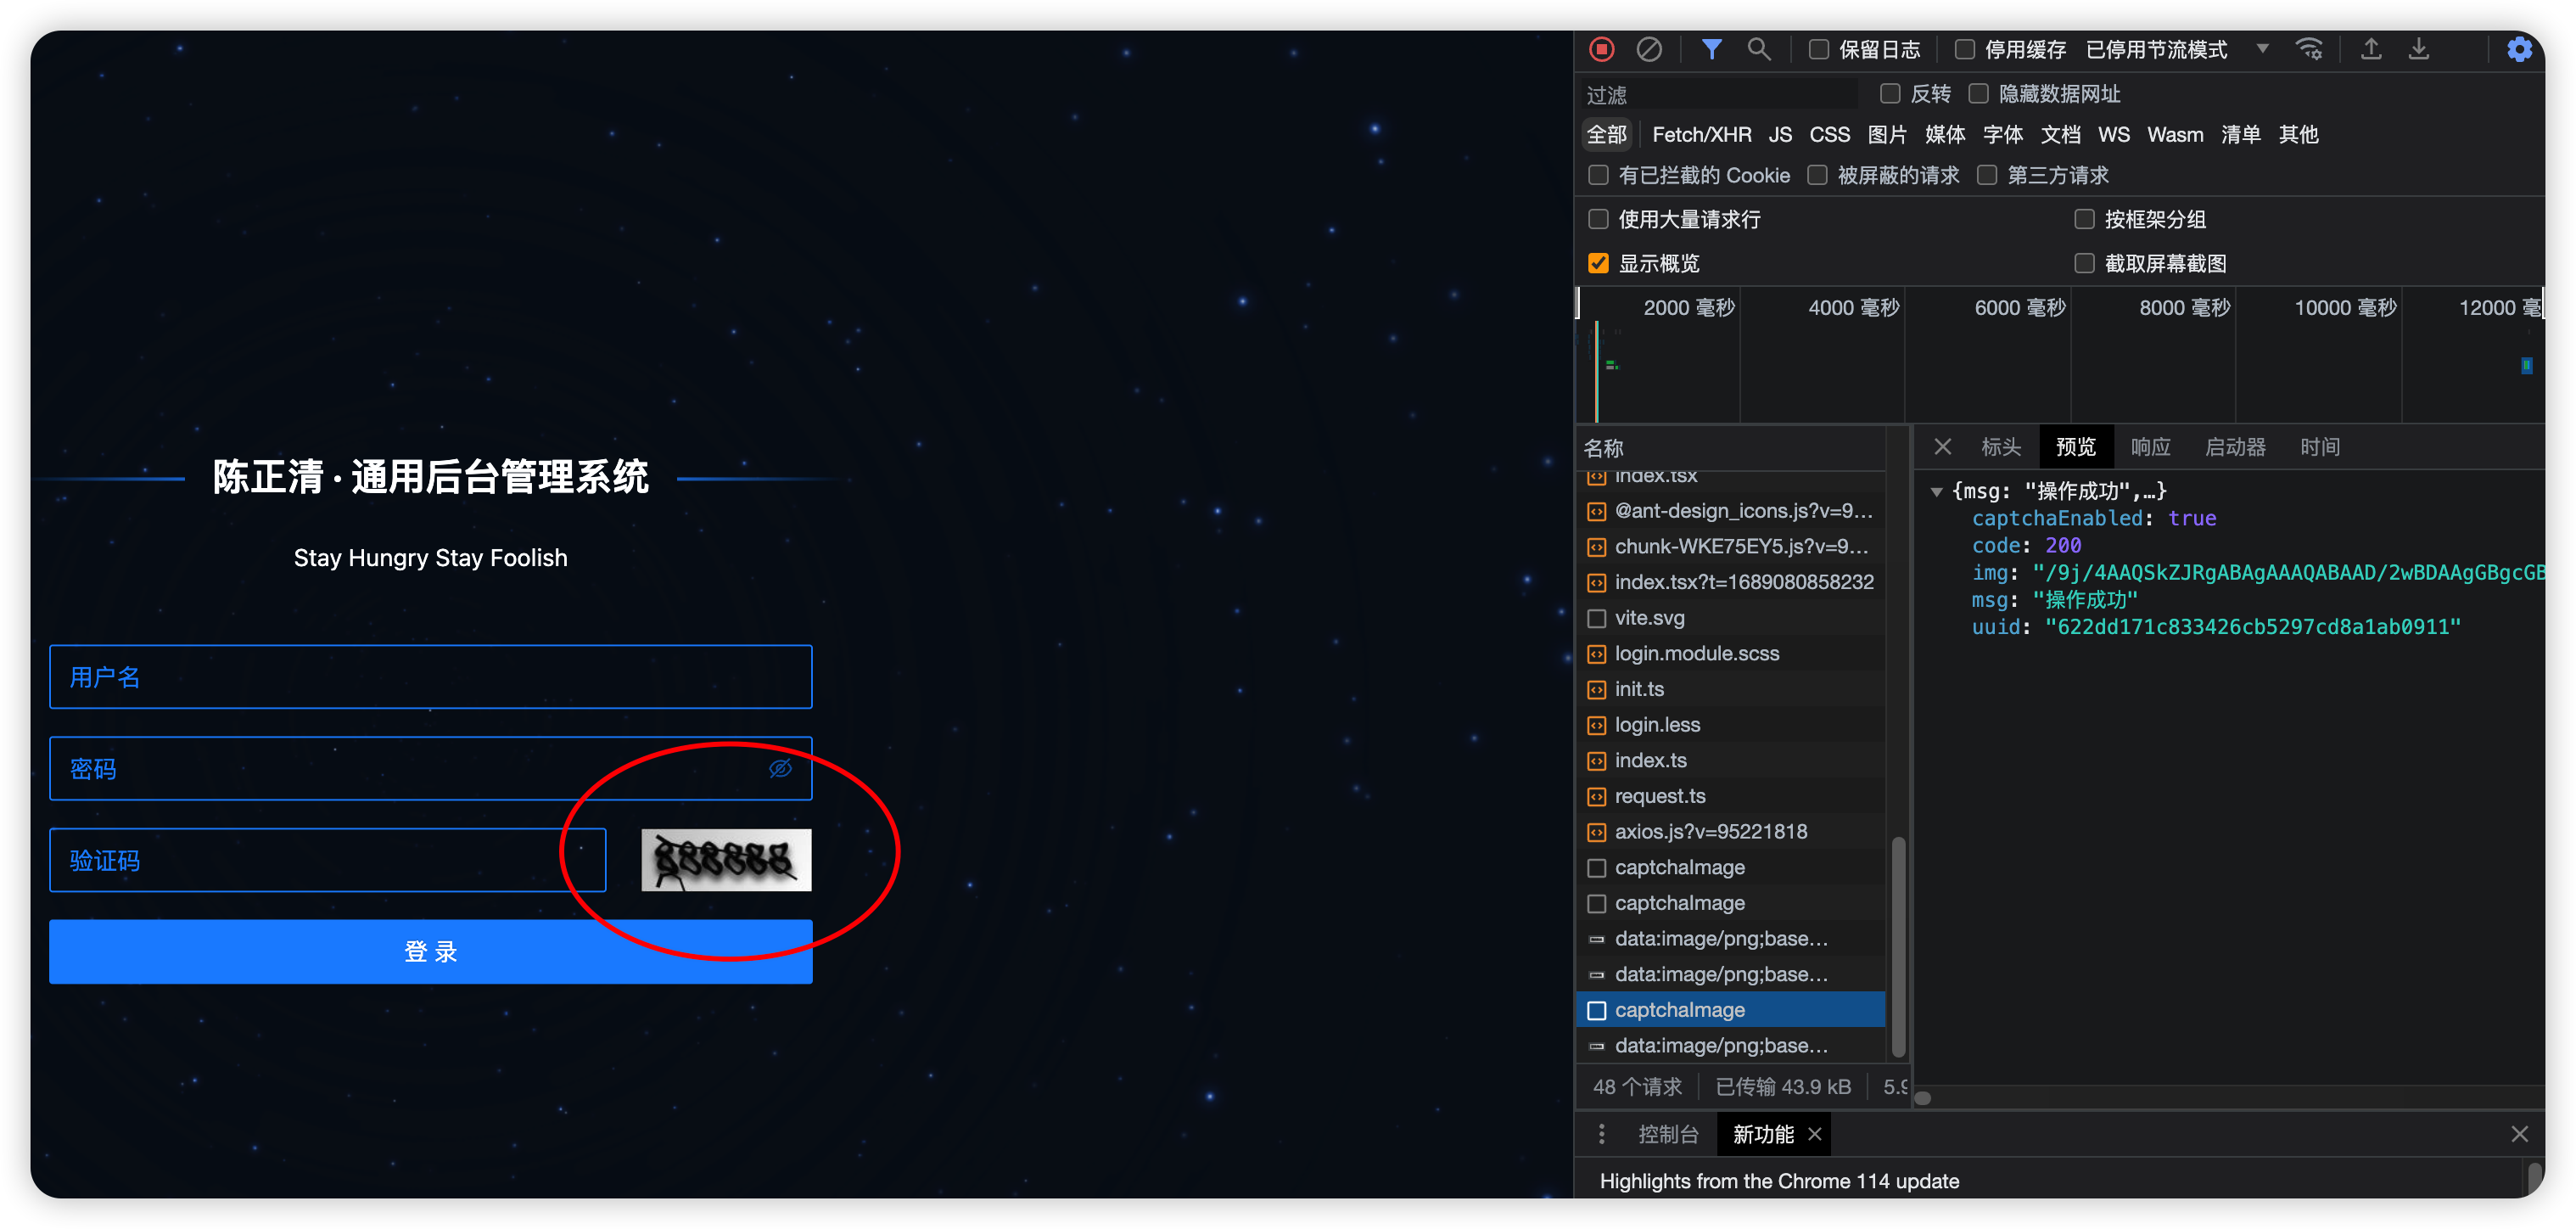 陈正清·通用后台管理系统
Stay Hungry Stay Foolish
用户名
密码
验证码
登 录
保留日志
停用缓存
已停用节流模式
过滤
反转
隐藏数据网址
全部 Fetch/XHR JS CSS 图片 媒体 字体 文档 WS Wasm 清单 其他
有已拦截的 Cookie
被屏蔽的请求
第三方请求
使用大量请求行
按框架分组
显示概览
截取屏幕截图
2000 毫秒
4000 毫秒
6000 毫秒
8000 毫秒
10000 毫秒
12000 毫
名称
index.tsx
@ant-design_icons.js?v=9…
chunk-WKE75EY5.js?v=9…
index.tsx?t=1689080858232
vite.svg
login.module.scss
init.ts
login.less
index.ts
request.ts
axios.js?v=95221818
captchaImage
captchaImage
data:image/png;base…
data:image/png;base…
captchaImage
data:image/png;base…
48 个请求
已传输 43.9 kB
5.9
标头
预览
响应
启动器
时间
{msg: "操作成功",…}
captchaEnabled: true
code: 200
img: "/9j/4AAQSkZJRgABAgAAAQABAAD/2wBDAAgGBgcGB
msg: "操作成功"
uuid: "622dd171c833426cb5297cd8a1ab0911"
控制台
新功能
Highlights from the Chrome 114 update